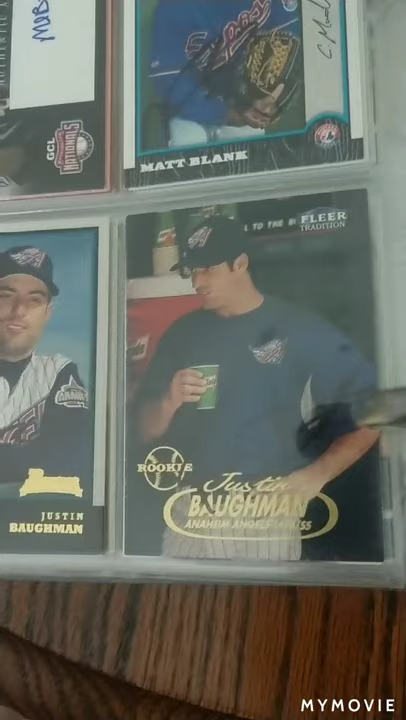 GCL
MATT BLANK
L TO THE B
FLEER
TRADITION
ROOKIE
Justin
BAUGHMAN
ANAHEIM ANGELS
JUSTIN
BAUGHMAN
MYMOVIE